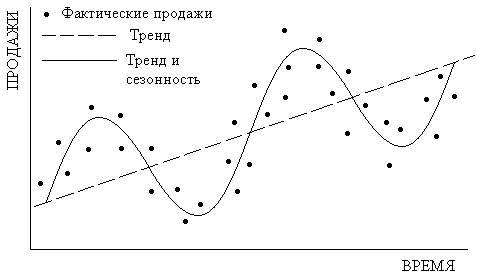 Фактические продажи
Тренд
Тренд и
сезонность
ПРОДАЖИ
ВРЕМЯ